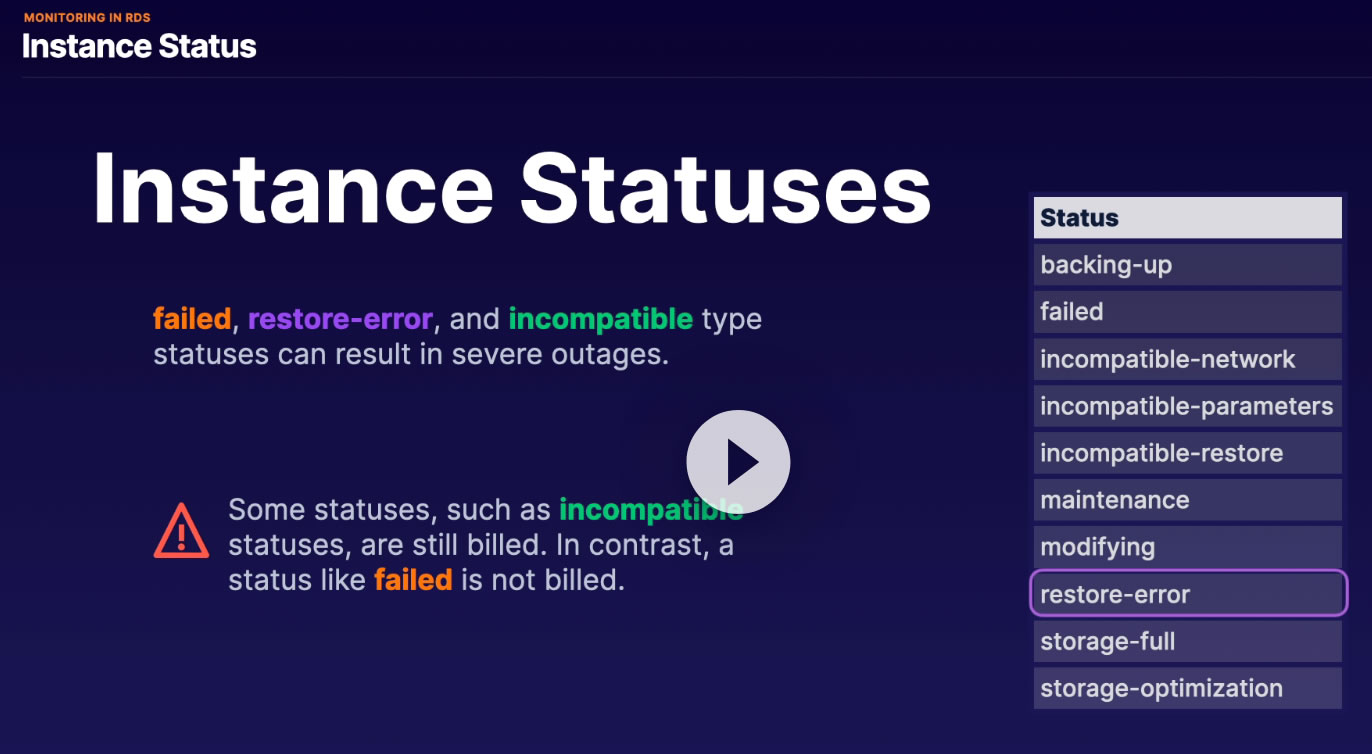 MONITORING IN RDS
Instance Status
Instance Statuses
failed, restore-error, and incompatible type
statuses can result in severe outages.
Some statuses, such as incompatible
statuses, are still billed. In contrast, a
status like failed is not billed.
Status
backing-up
failed
incompatible-network
incompatible-parameters
incompatible-restore
maintenance
modifying
restore-error
storage-full
storage-optimization